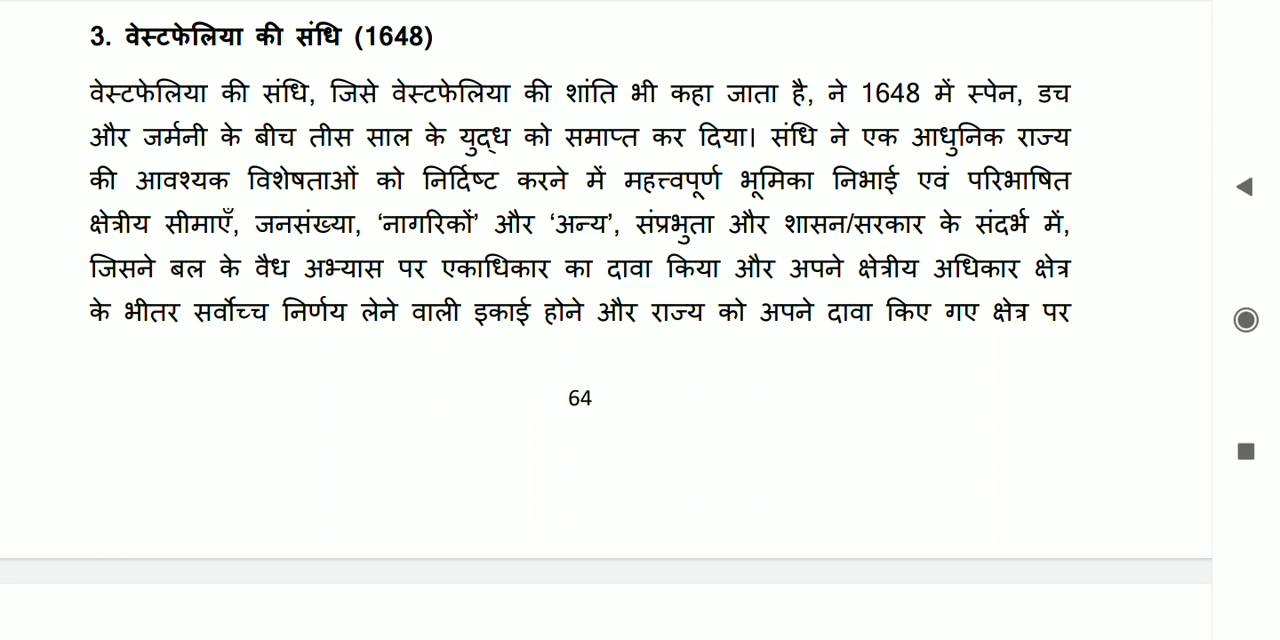 3. वेस्टफेलिया की संधि (1648)
वेस्टफेलिया की संधि, जिसे वेस्टफेलिया की शांति भी कहा जाता है, ने 1648 में स्पेन, डच
और जर्मनी के बीच तीस साल के युद्ध को समाप्त कर दिया। संधि ने एक आधुनिक राज्य
की आवश्यक विशेषताओं को निर्दिष्ट करने में महत्त्वपूर्ण भूमिका निभाई एवं परिभाषित
क्षेत्रीय सीमाएँ, जनसंख्या, ‘नागरिकों’ और ‘अन्य’, संप्रभुता और शासन/सरकार के संदर्भ में,
जिसने बल के वैध अभ्यास पर एकाधिकार का दावा किया और अपने क्षेत्रीय अधिकार क्षेत्र
के भीतर सर्वोच्च निर्णय लेने वाली इकाई होने और राज्य को अपने दावा किए गए क्षेत्र पर
64